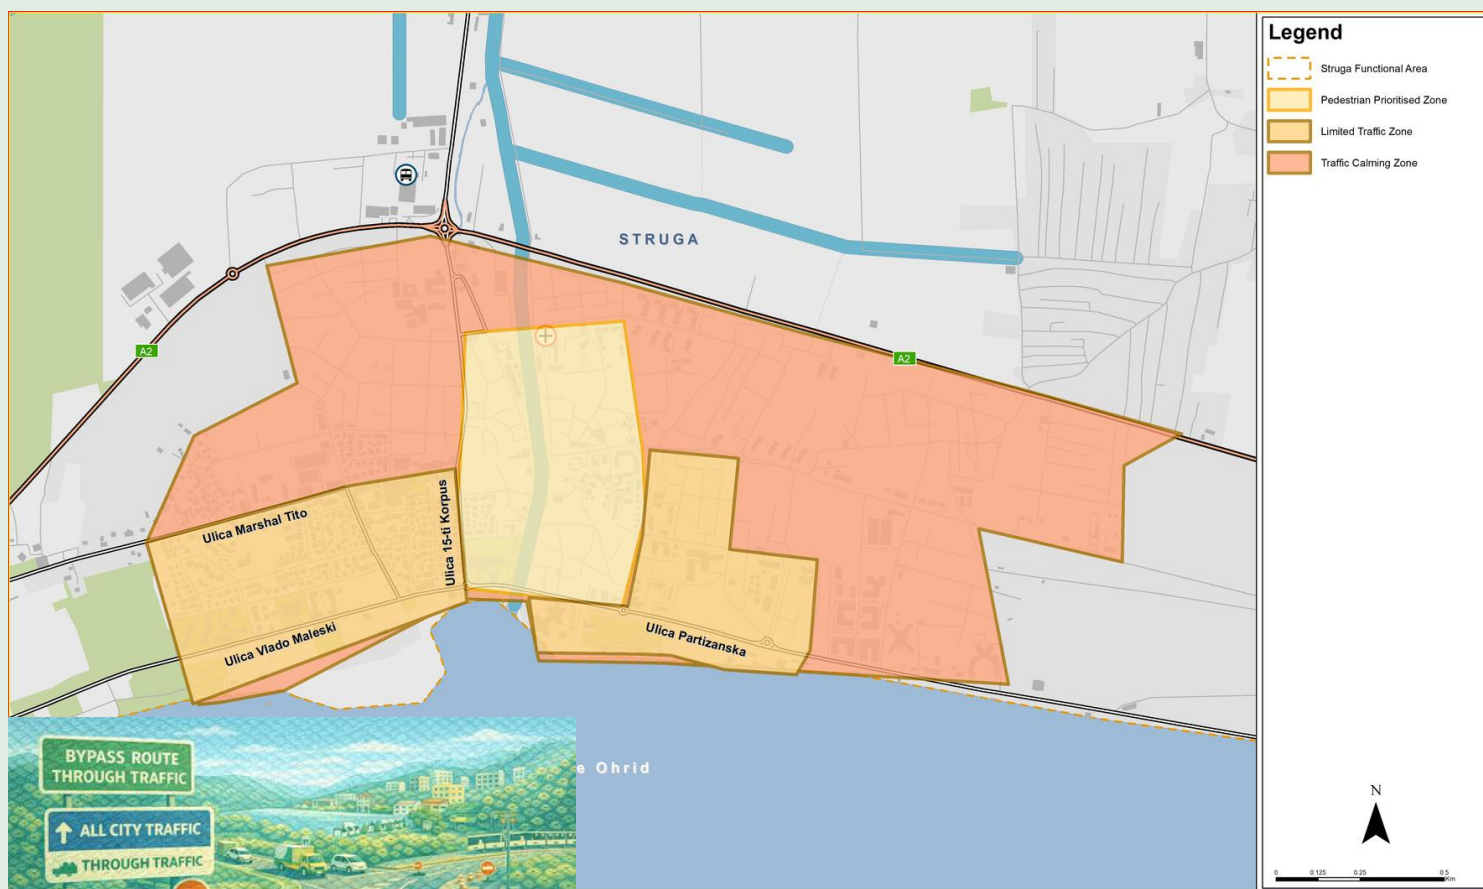 Legend
Struga Functional Area
Pedestrian Prioritised Zone
Limited Traffic Zone
Traffic Calming Zone
STRUGA
A2
A2
Ulica Marshal Tito
Ulica 15-ti Korpus
Ulica Vlado Maleski
Ulica Partizanska
e Ohrid
BYPASS ROUTE
THROUGH TRAFFIC
ALL CITY TRAFFIC
THROUGH TRAFFIC
N
0 0.125 0.25 0.5
Km